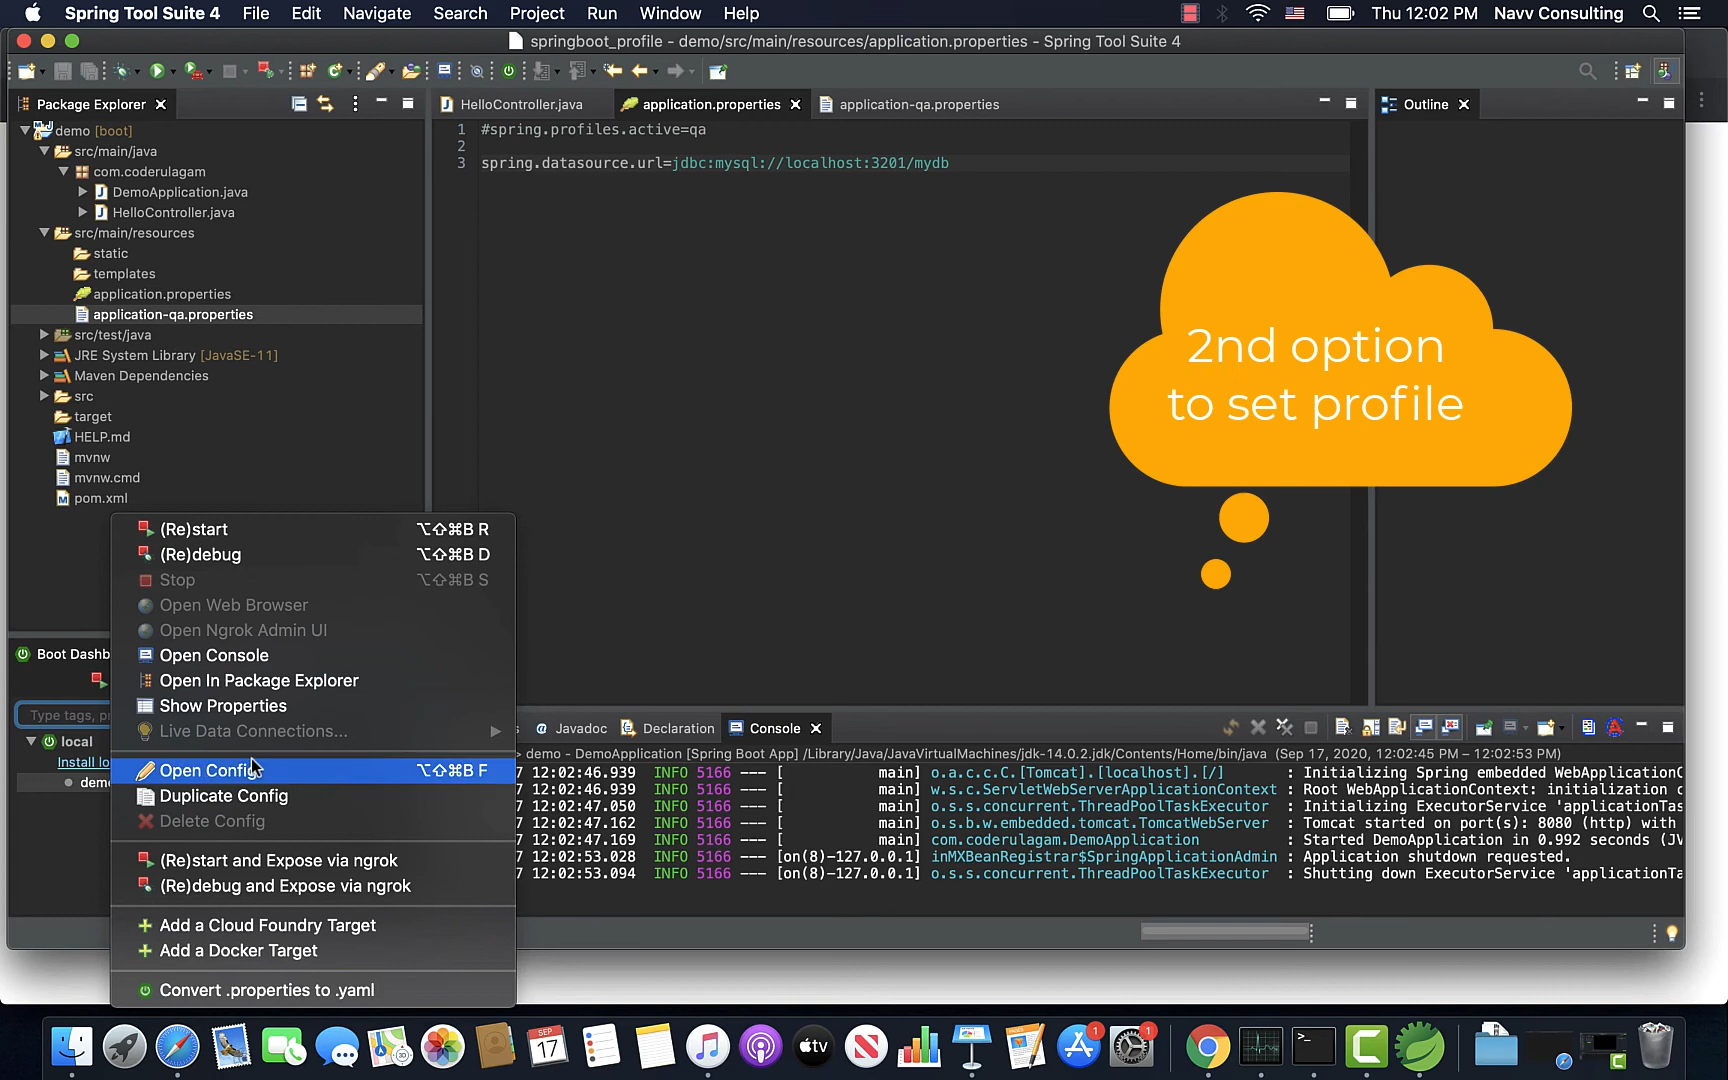 Spring Tool Suite 4 File Edit Navigate Search Project Run Window Help Thu 12:02 PM Navv Consulting
springboot_profile - demo/src/main/resources/application.properties - Spring Tool Suite 4
Package Explorer
HelloController.java
application.properties
application-qa.properties
Outline
demo [boot]
src/main/java
com.coderulagam
DemoApplication.java
HelloController.java
src/main/resources
static
templates
application.properties
application-qa.properties
src/test/java
JRE System Library [JavaSE-11]
Maven Dependencies
src
target
HELP.md
mvnw
mvnw.cmd
pom.xml
1 #spring.profiles.active=qa
2
3 spring.datasource.url=jdbc:mysql://localhost:3201/mydb
2nd option
to set profile
Boot Dashb
Type tags, pr
local
Install lo
demo
(Re)start ⌥⇧⌘B R
(Re)debug ⌥⇧⌘B D
Stop ⌥⇧⌘B S
Open Web Browser
Open Ngrok Admin UI
Open Console
Open In Package Explorer
Show Properties
Live Data Connections...
Open Config ⌥⇧⌘B F
Duplicate Config
Delete Config
(Re)start and Expose via ngrok
(Re)debug and Expose via ngrok
Add a Cloud Foundry Target
Add a Docker Target
Convert .properties to .yaml
s @ Javadoc Declaration Console
> demo - DemoApplication [Spring Boot App] /Library/Java/JavaVirtualMachines/jdk-14.0.2.jdk/Contents/Home/bin/java (Sep 17, 2020, 12:02:45 PM – 12:02:53 PM)
7 12:02:46.939 INFO 5166 --- [ main] o.a.c.c.C.[Tomcat].[localhost].[/] : Initializing Spring embedded WebApplicationC
7 12:02:46.939 INFO 5166 --- [ main] w.s.c.ServletWebServerApplicationContext : Root WebApplicationContext: initialization c
7 12:02:47.050 INFO 5166 --- [ main] o.s.s.concurrent.ThreadPoolTaskExecutor : Initializing ExecutorService 'applicationTas
7 12:02:47.162 INFO 5166 --- [ main] o.s.b.w.embedded.tomcat.TomcatWebServer : Tomcat started on port(s): 8080 (http) with
7 12:02:47.169 INFO 5166 --- [ main] com.coderulagam.DemoApplication : Started DemoApplication in 0.992 seconds (JV
7 12:02:53.028 INFO 5166 --- [on(8)-127.0.0.1] inMXBeanRegistrar$SpringApplicationAdmin : Application shutdown requested.
7 12:02:53.094 INFO 5166 --- [on(8)-127.0.0.1] o.s.s.concurrent.ThreadPoolTaskExecutor : Shutting down ExecutorService 'applicationTa
SEP
17
tv
1
1